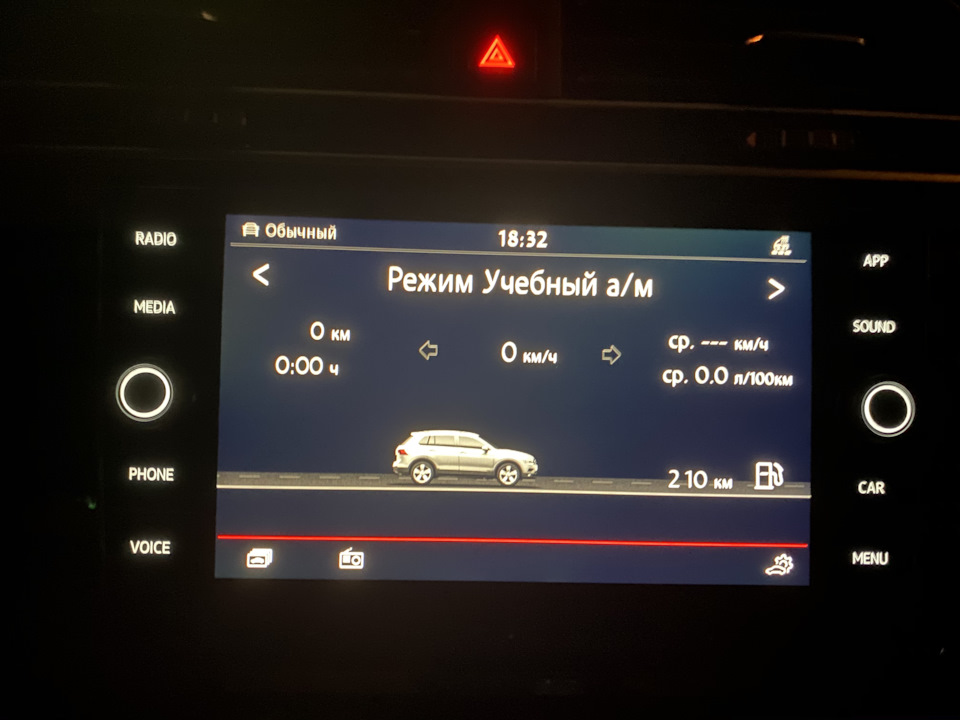 RADIO
MEDIA
PHONE
VOICE
Обычный
18:32
Режим Учебный а/м
0 км
0:00 ч
0 км/ч
ср. --- км/ч
ср. 0.0 л/100км
210 км
APP
SOUND
CAR
MENU